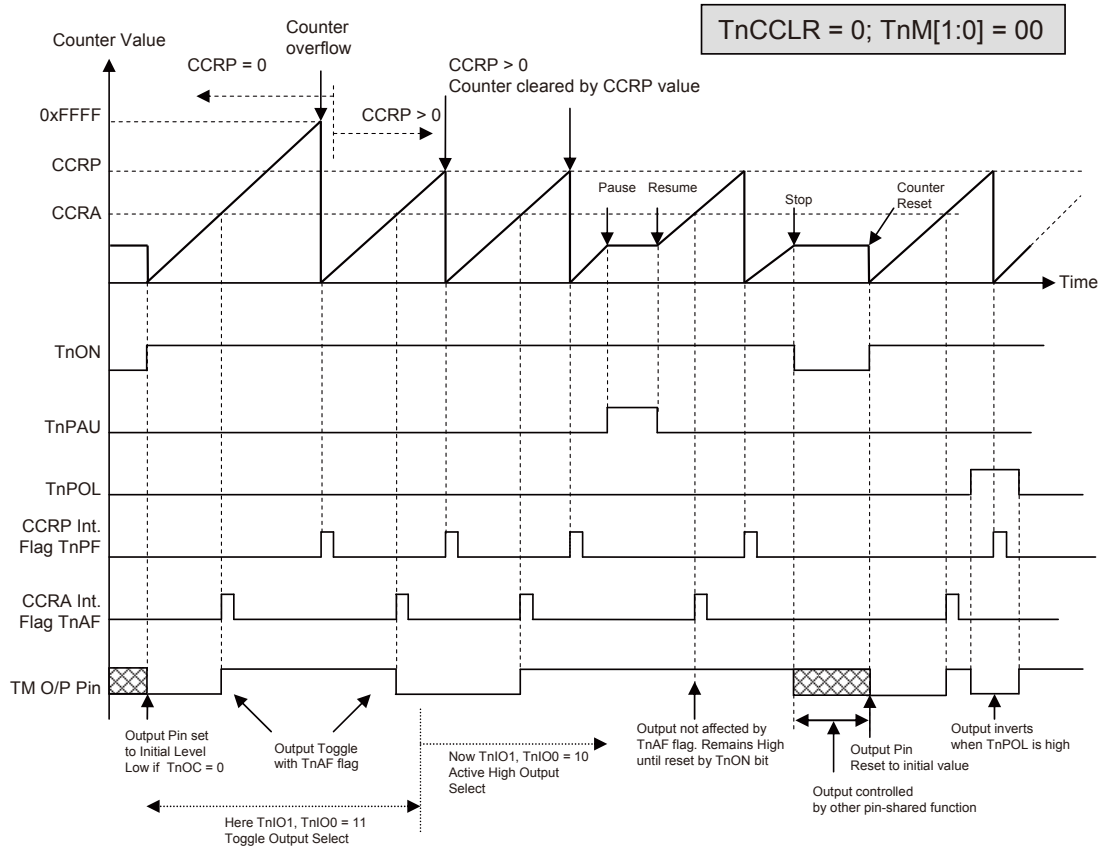 TnCCLR = 0; TnM[1:0] = 00
Counter Value
Counter
overflow
CCRP = 0
CCRP > 0
CCRP > 0
Counter cleared by CCRP value
0xFFFF
CCRP
CCRA
Pause
Resume
Stop
Counter
Reset
Time
TnON
TnPAU
TnPOL
CCRP Int.
Flag TnPF
CCRA Int.
Flag TnAF
TM O/P Pin
Output Pin set
to Initial Level
Low if TnOC = 0
Output Toggle
with TnAF flag
Now TnIO1, TnIO0 = 10
Active High Output
Select
Output not affected by
TnAF flag. Remains High
until reset by TnON bit
Output Pin
Reset to initial value
Output inverts
when TnPOL is high
Output controlled
by other pin-shared function
Here TnIO1, TnIO0 = 11
Toggle Output Select